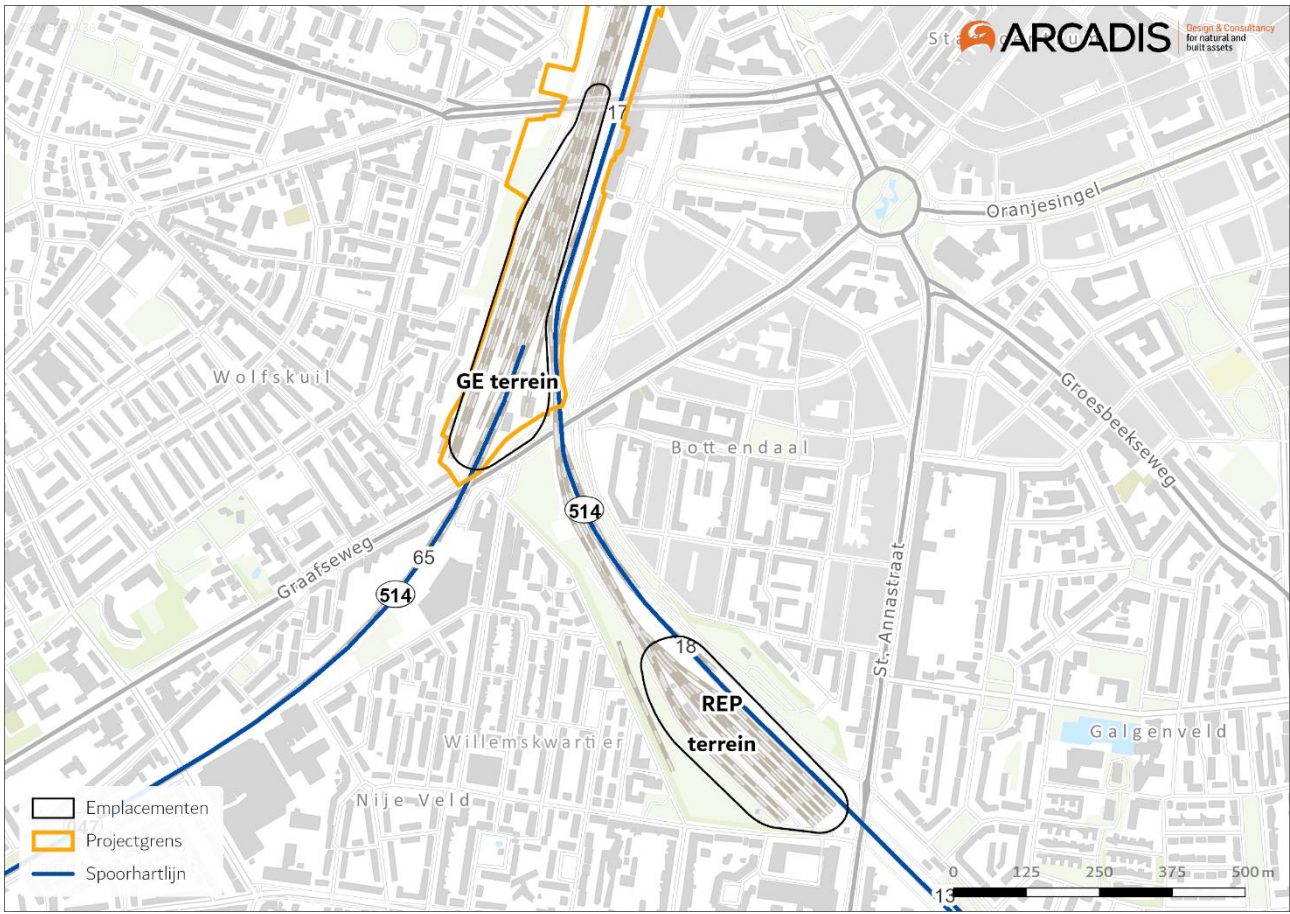 ARCADIS
Design & Consultancy
for natural and
built assets
17
Oranjesingel
Wolfskuil
GE terrein
Groesbeekseweg
Bottendaal
514
Graafseweg
65
514
St. Annastraat
18
REP
terrein
Galgenveld
Willemskwartier
Nije Veld
Emplacementen
Projectgrens
Spoorhartlijn
0 125 250 375 500 m
13